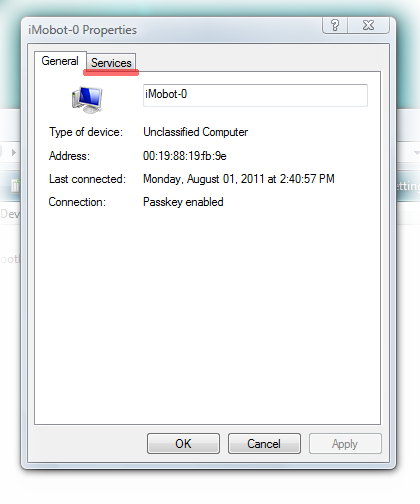 iMobot-0 Properties
General
Services
iMobot-0
Type of device: Unclassified Computer
Address: 00:19:88:19:fb:9e
Last connected: Monday, August 01, 2011 at 2:40:57 PM
Connection: Passkey enabled
OK
Cancel
Apply